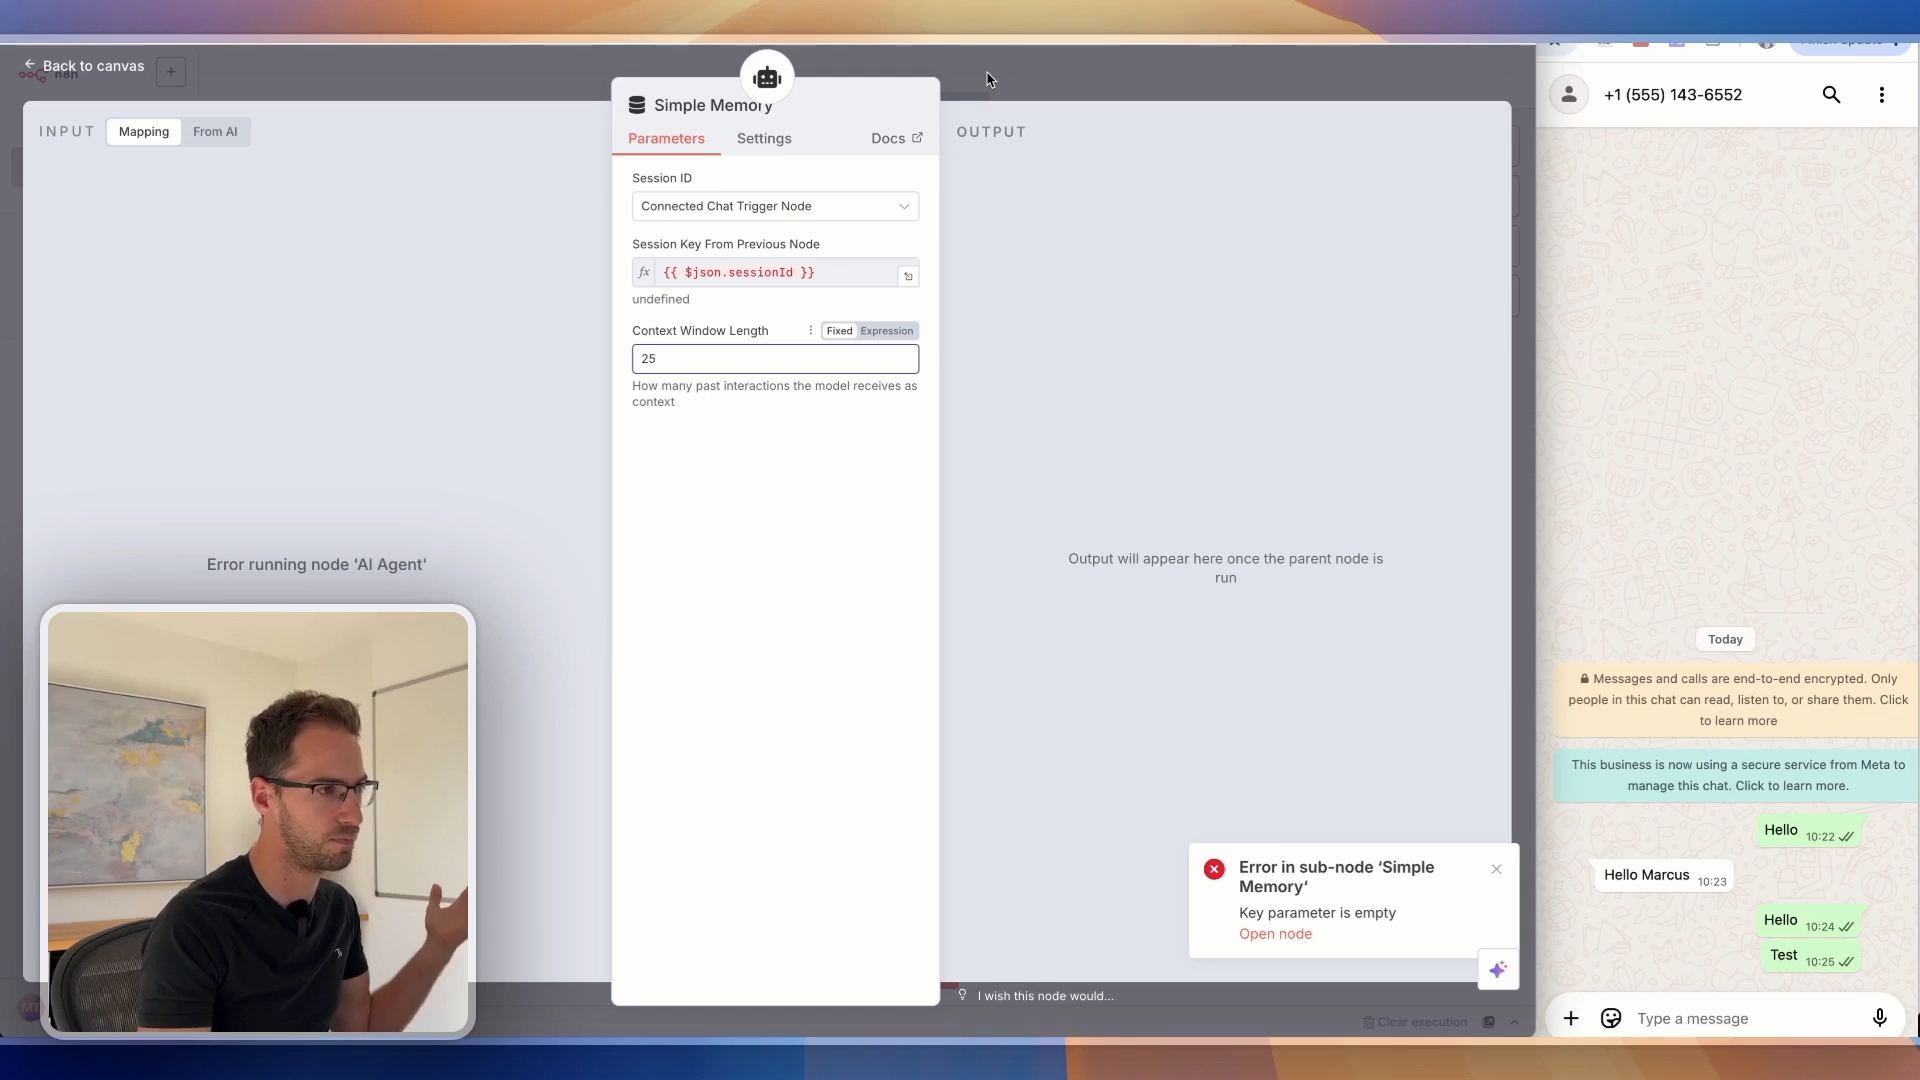 Back to canvas
n8n
+
Simple Memory
INPUT
Mapping
From AI
Parameters
Settings
Docs
OUTPUT
Session ID
Connected Chat Trigger Node
Session Key From Previous Node
fx
{{ $json.sessionId }}
undefined
Context Window Length
Fixed
Expression
25
How many past interactions the model receives as
context
Error running node 'AI Agent'
Output will appear here once the parent node is
run
Error in sub-node ‘Simple
Memory‘
Key parameter is empty
Open node
I wish this node would...
Clear execution
+1 (555) 143-6552
Today
Messages and calls are end-to-end encrypted. Only
people in this chat can read, listen to, or share them. Click
to learn more
This business is now using a secure service from Meta to
manage this chat. Click to learn more.
Hello 10:22
Hello Marcus 10:23
Hello 10:24
Test 10:25
Type a message